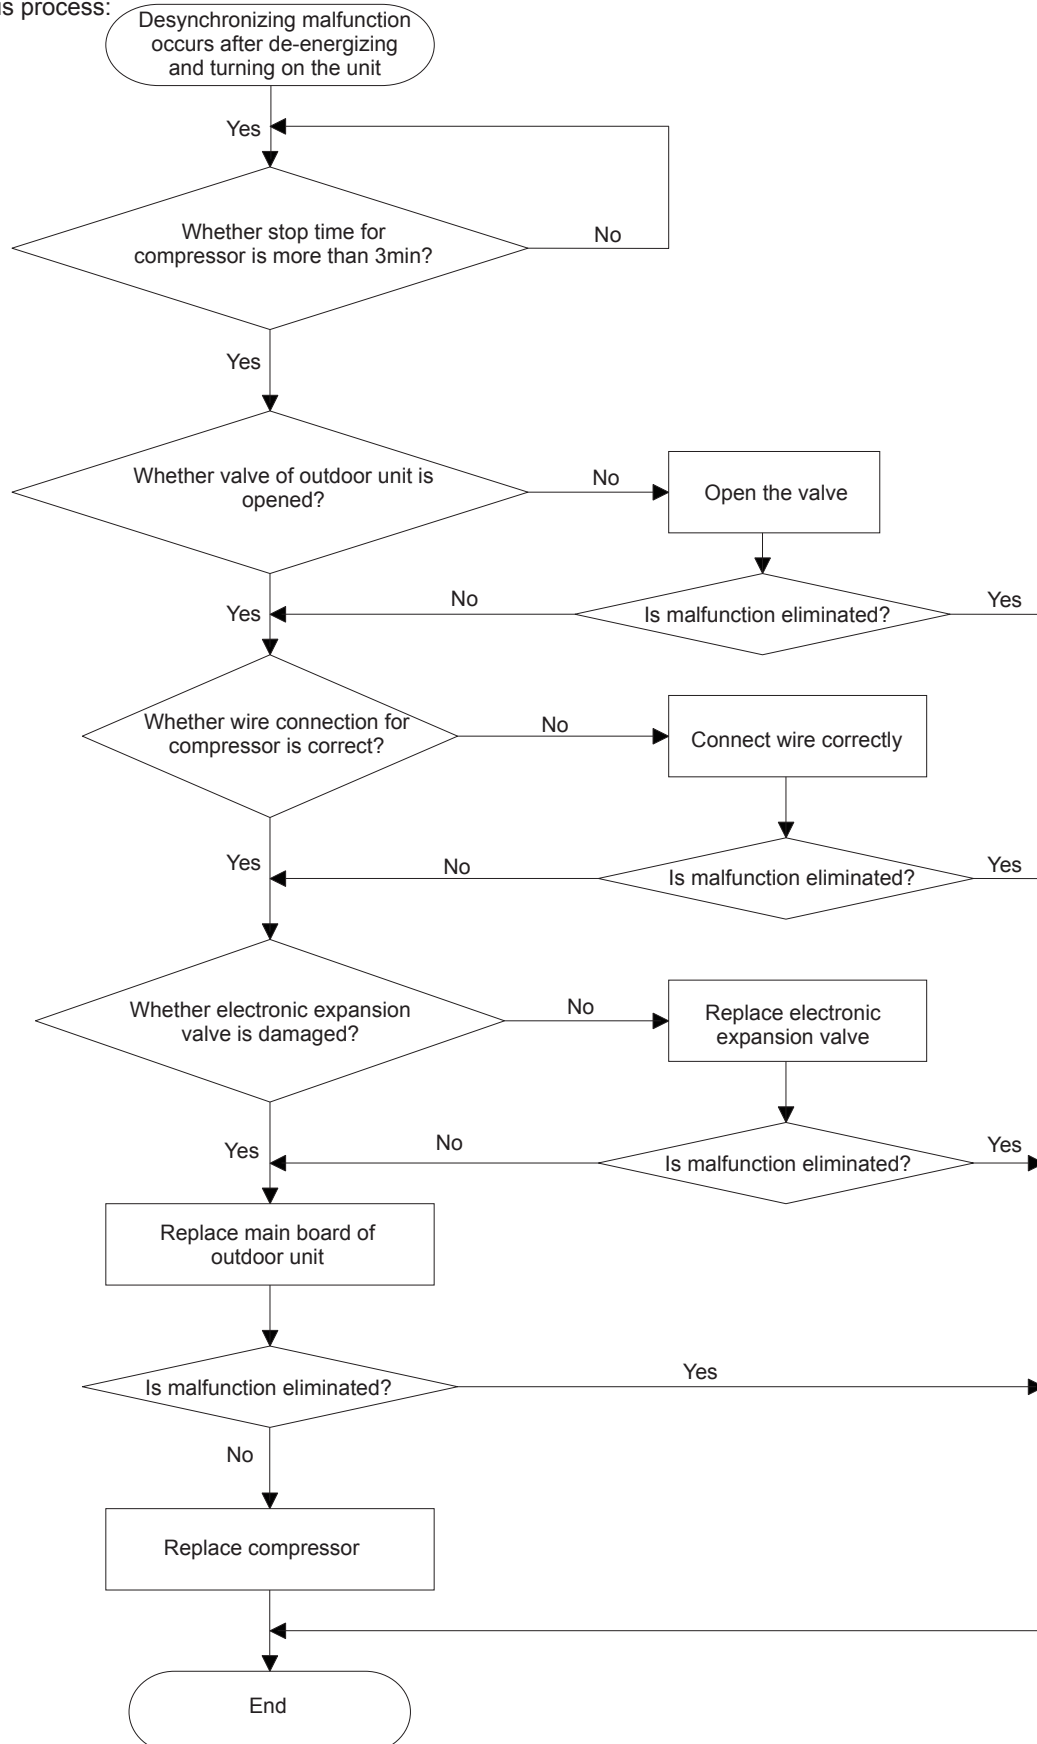 is process:
Desynchronizing malfunction
occurs after de-energizing
and turning on the unit
Yes
Whether stop time for
compressor is more than 3min?
No
Yes
Whether valve of outdoor unit is
opened?
No
Open the valve
Is malfunction eliminated?
No
Yes
Yes
Whether wire connection for
compressor is correct?
No
Connect wire correctly
Yes
No
Is malfunction eliminated?
Yes
Whether electronic expansion
valve is damaged?
No
Replace electronic
expansion valve
Yes
No
Is malfunction eliminated?
Yes
Replace main board of
outdoor unit
Is malfunction eliminated?
Yes
No
Replace compressor
End